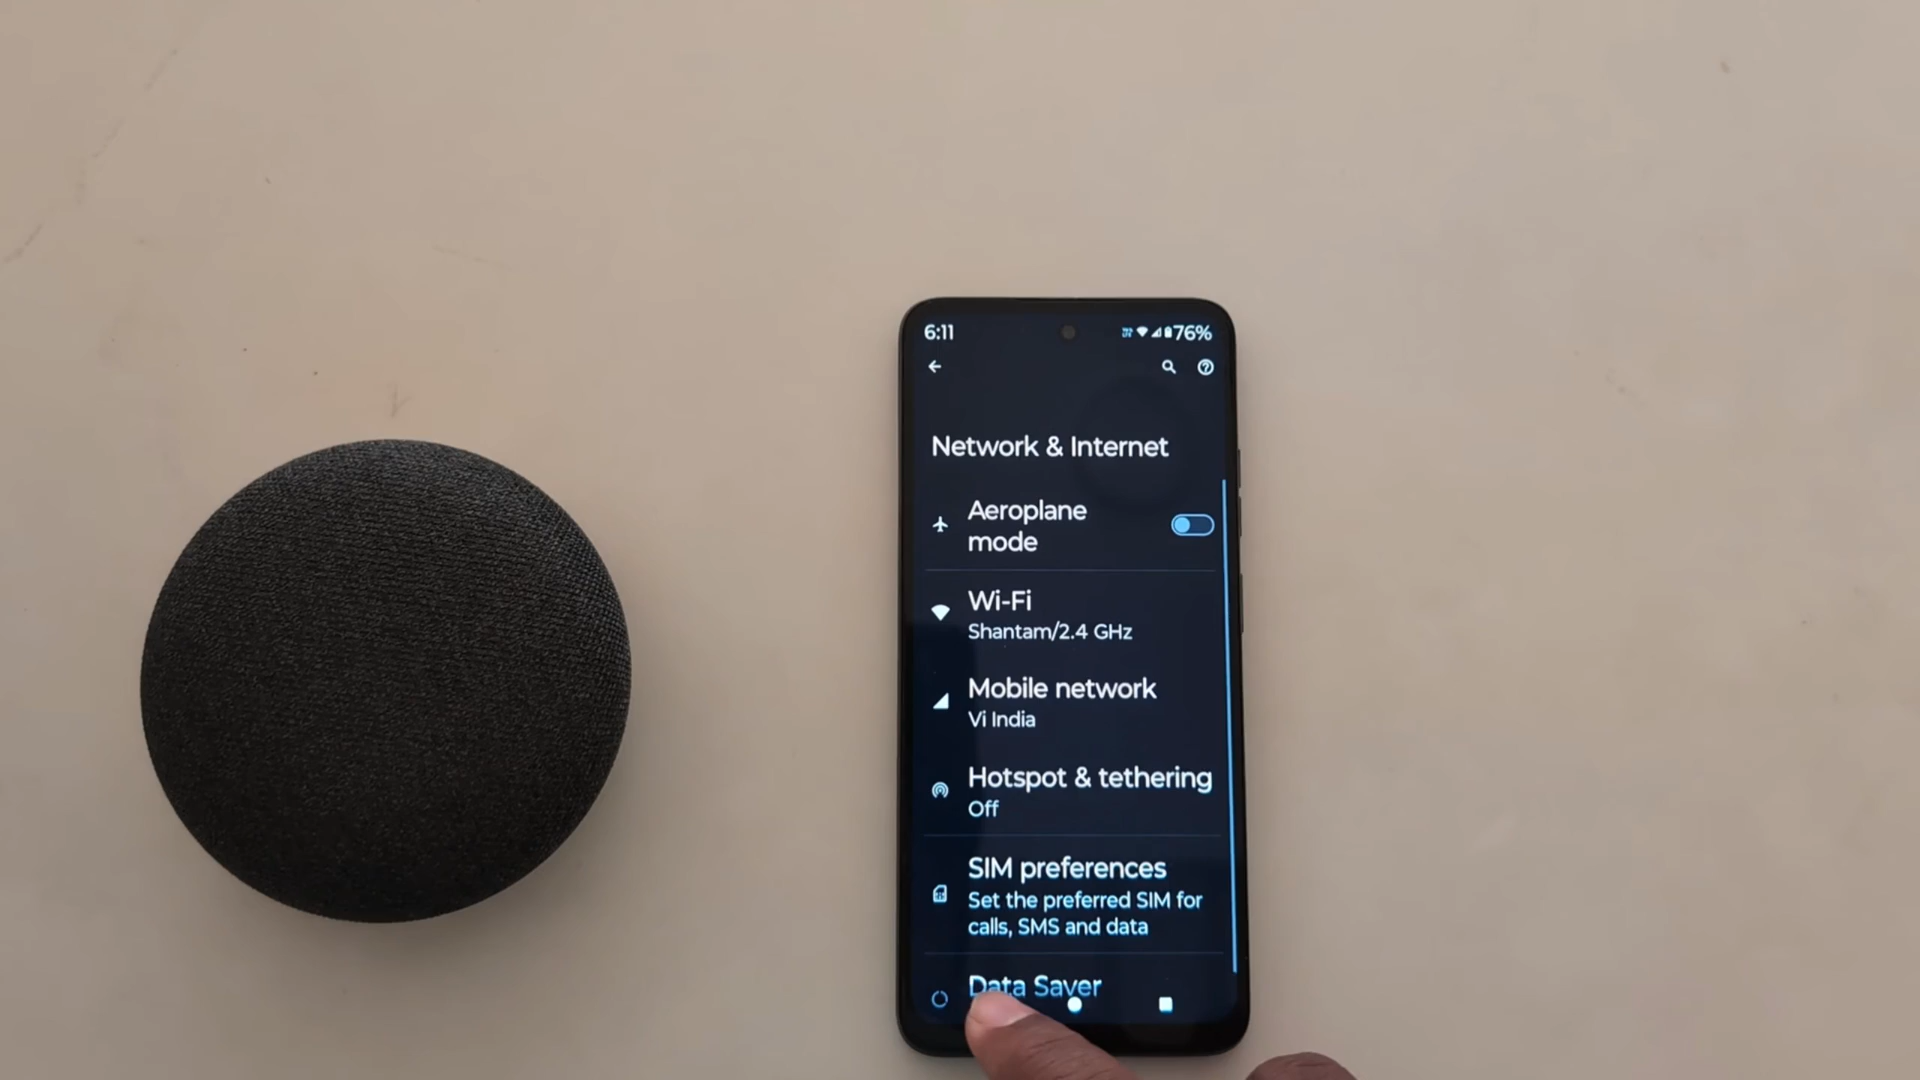 6:11
76%
Network & Internet
Aeroplane
mode
Wi-Fi
Shantam/2.4 GHz
Mobile network
Vi India
Hotspot & tethering
Off
SIM preferences
Set the preferred SIM for
calls, SMS and data
Data Saver